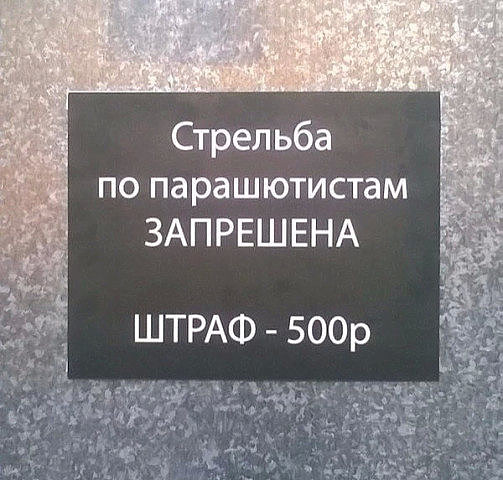 Стрельба
по парашютистам
ЗАПРЕШЕНА
ШТРАФ - 500р